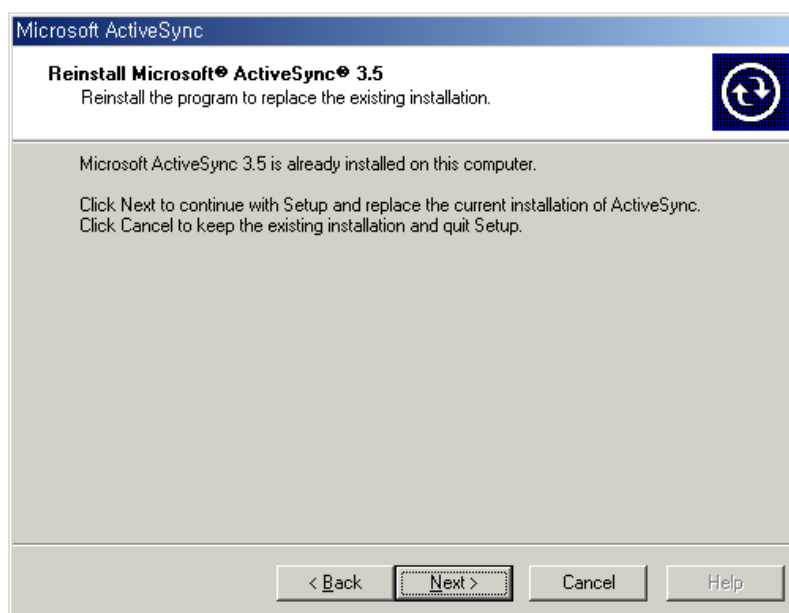 Microsoft ActiveSync
Reinstall Microsoft® ActiveSync® 3.5
Reinstall the program to replace the existing installation.
Microsoft ActiveSync 3.5 is already installed on this computer.
Click Next to continue with Setup and replace the current installation of ActiveSync.
Click Cancel to keep the existing installation and quit Setup.
< Back Next > Cancel Help